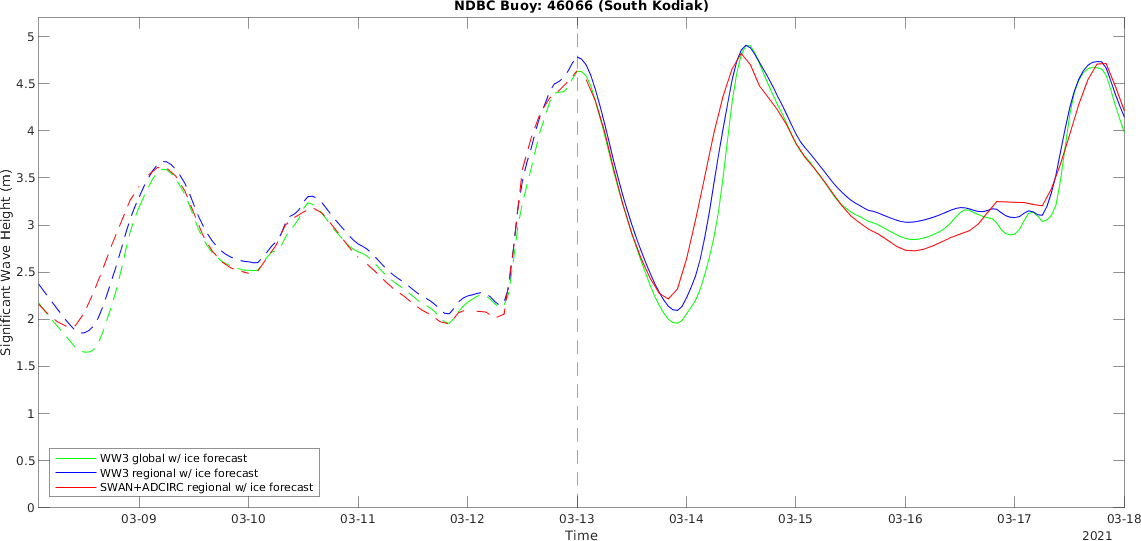 NDBC Buoy: 46066 (South Kodiak)
Significant Wave Height (m)
5
4.5
4
3.5
3
2.5
2
1.5
1
0.5
0
WW3 global w/ ice forecast
WW3 regional w/ ice forecast
SWAN+ADCIRC regional w/ ice forecast
03-09 03-10 03-11 03-12 03-13 03-14 03-15 03-16 03-17 03-18
Time
2021